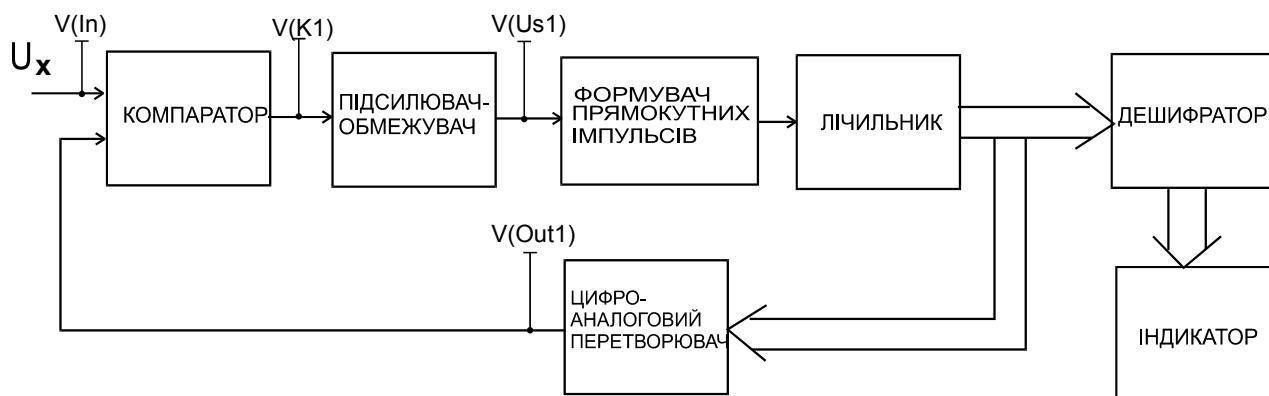 V(In)
V(K1)
V(Us1)
Ux
КОМПАРАТОР
ПІДСИЛЮВАЧ-
ОБМЕЖУВАЧ
ФОРМУВАЧ
ПРЯМОКУТНИХ
ІМПУЛЬСІВ
ЛІЧИЛЬНИК
ДЕШИФРАТОР
V(Out1)
ЦИФРО-
АНАЛОГОВИЙ
ПЕРЕТВОРЮВАЧ
ІНДИКАТОР